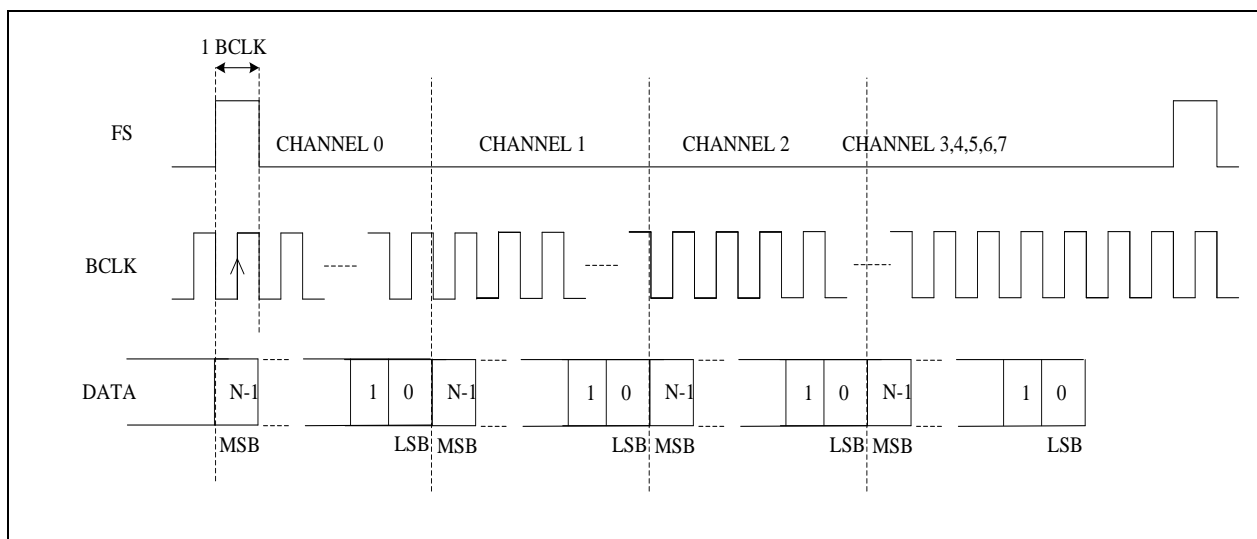 1 BCLK
FS
CHANNEL 0 CHANNEL 1 CHANNEL 2 CHANNEL 3,4,5,6,7
BCLK
DATA
N-1 1 0 N-1 1 0 N-1 1 0 N-1 1 0
MSB LSB MSB LSB MSB LSB MSB LSB